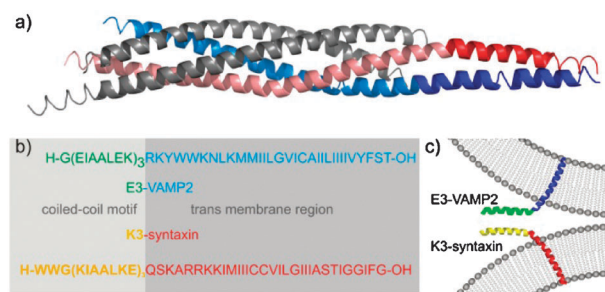 a)
b)
H-G(EIAALEK)₃RKYWWKNLKMMIILGVICAIILIIIIVYFST-OH
E3-VAMP2
coiled-coil motif trans membrane region
K3-syntaxin
H-WWG(KIAALKE)₃QSKARRKKIMIIICCVILGIIIASTIGGIFG-OH
c)
E3-VAMP2
K3-syntaxin